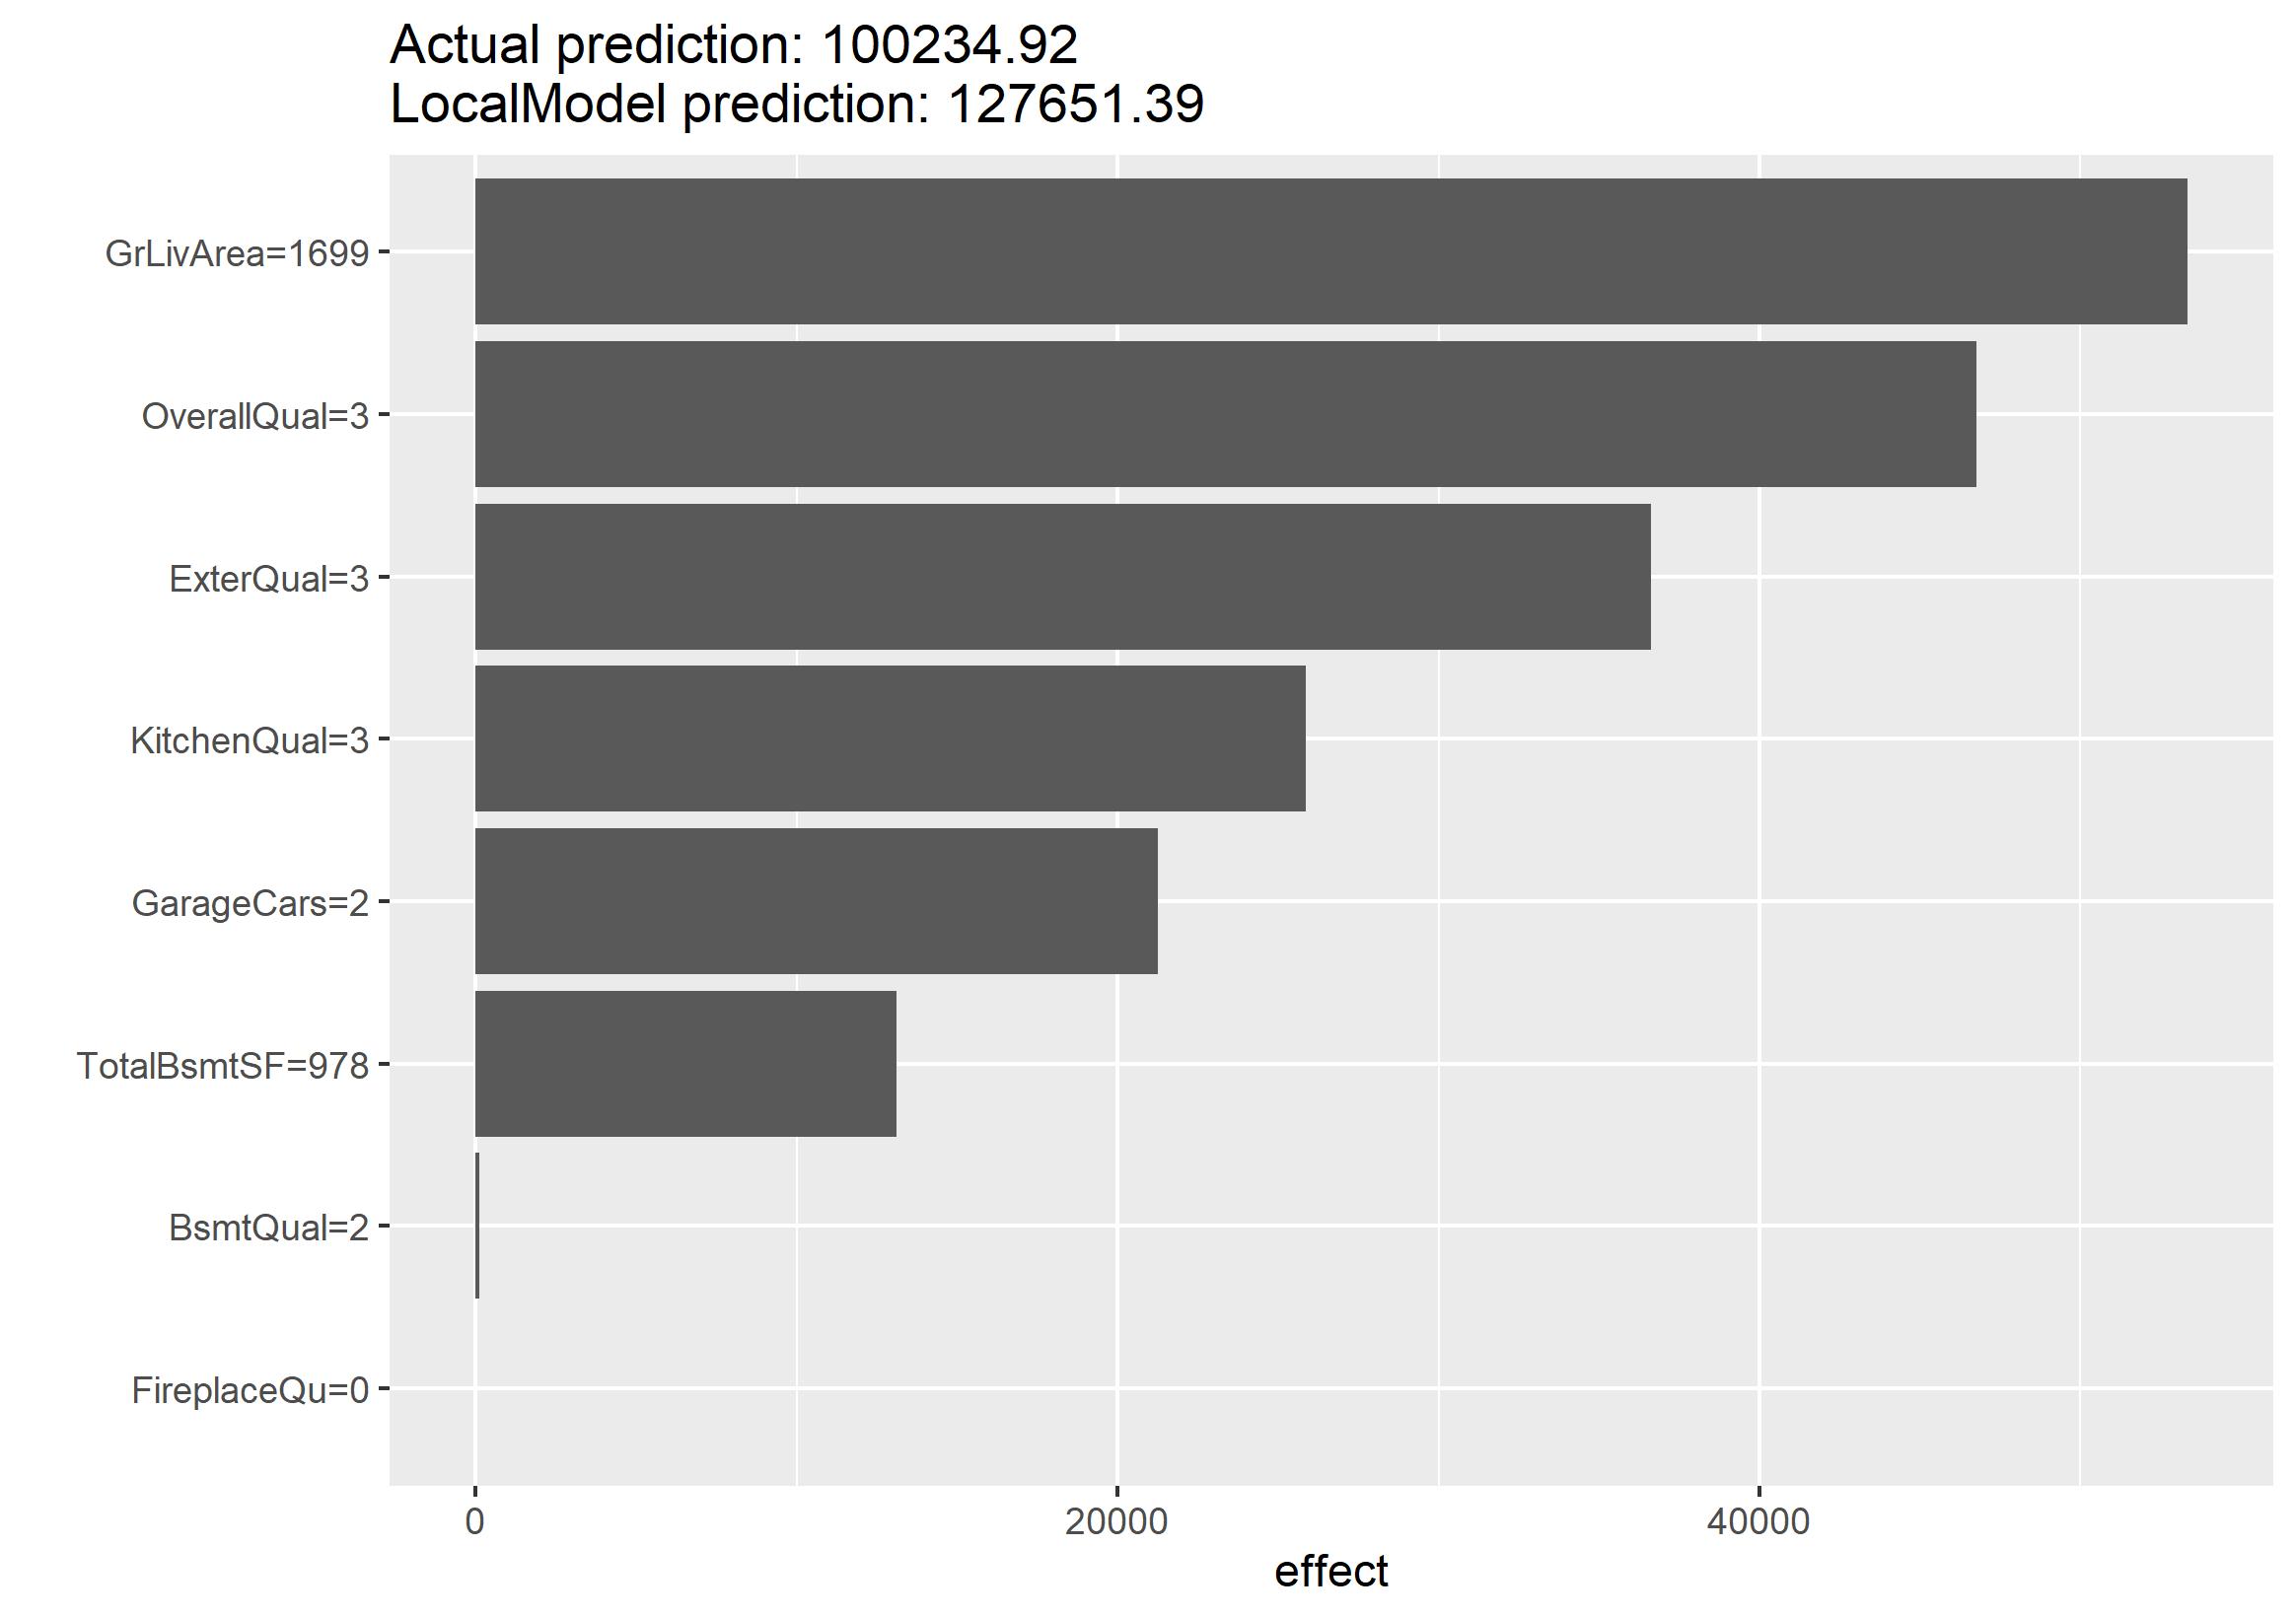 Actual prediction: 100234.92
LocalModel prediction: 127651.39
GrLivArea=1699
OverallQual=3
ExterQual=3
KitchenQual=3
GarageCars=2
TotalBsmtSF=978
BsmtQual=2
FireplaceQu=0
0 20000 40000
effect